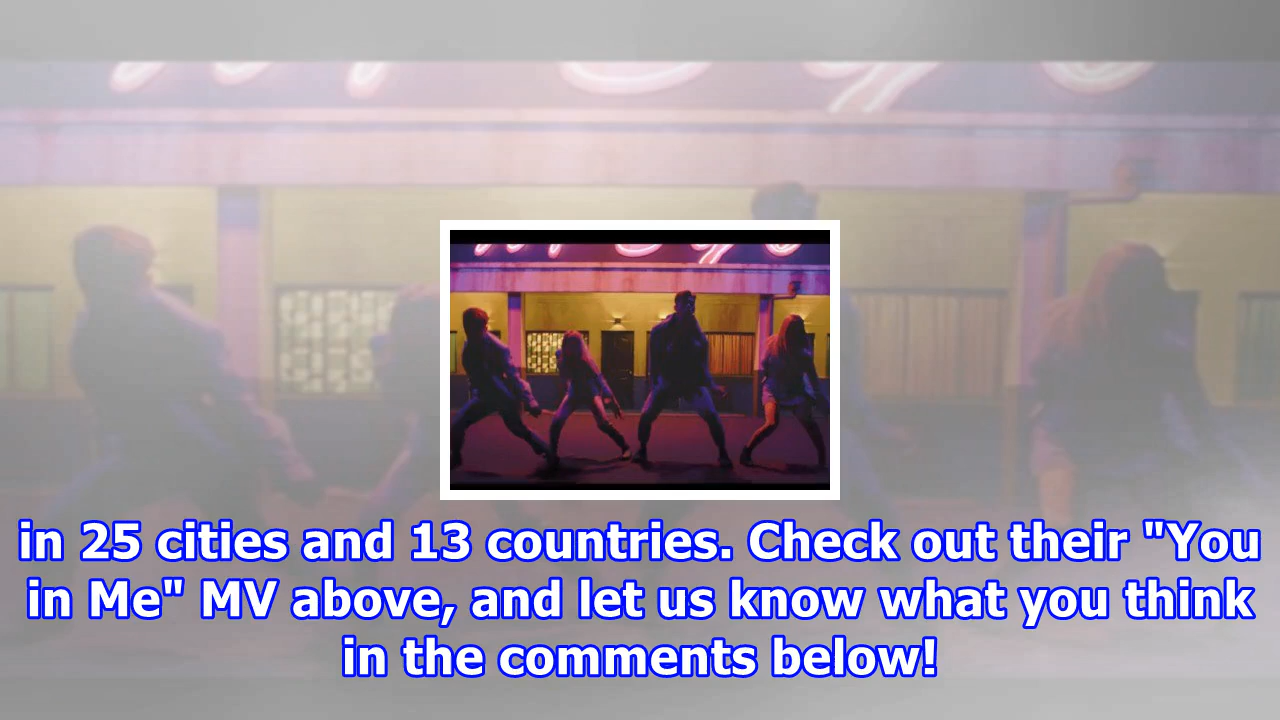 in 25 cities and 13 countries. Check out their "You
in Me" MV above, and let us know what you think
in the comments below!